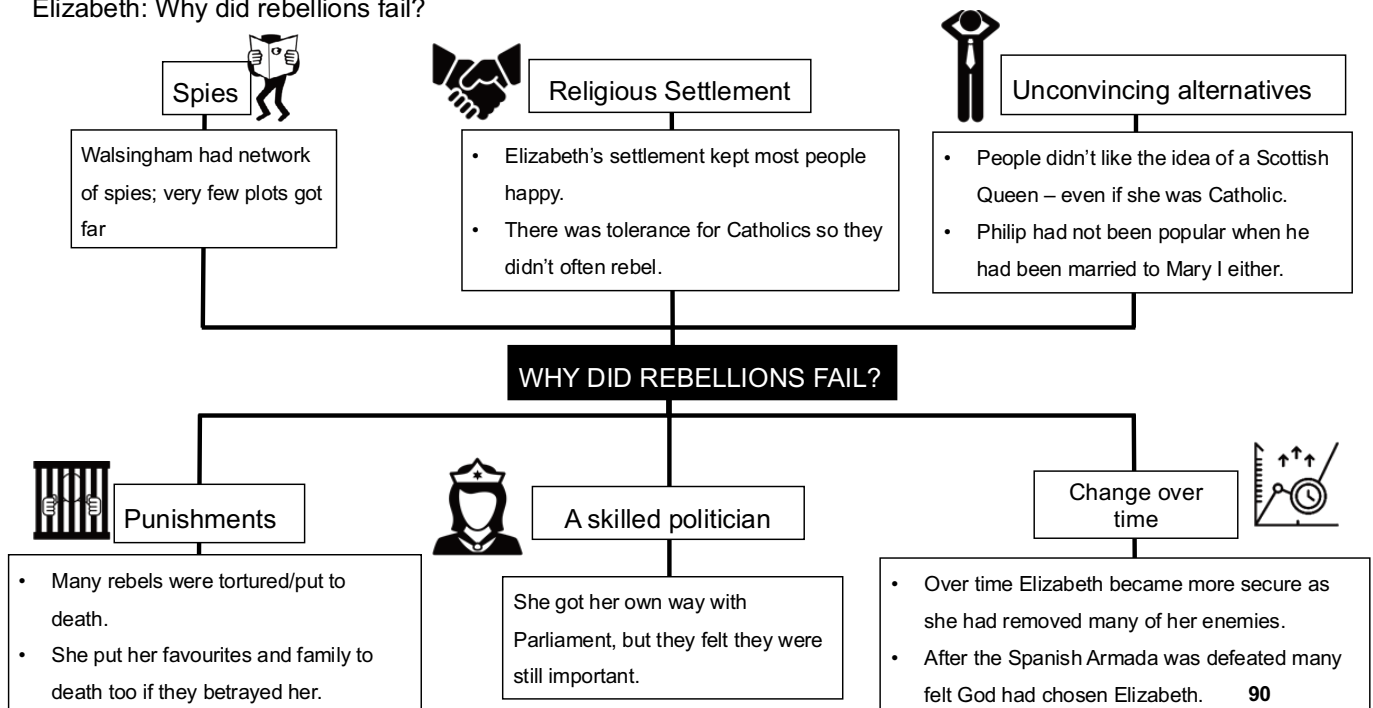 Elizabeth: Why did rebellions fail?
Spies
Walsingham had network
of spies; very few plots got
far
Religious Settlement
• Elizabeth’s settlement kept most people
happy.
• There was tolerance for Catholics so they
didn’t often rebel.
Unconvincing alternatives
• People didn’t like the idea of a Scottish
Queen – even if she was Catholic.
• Philip had not been popular when he
had been married to Mary I either.
WHY DID REBELLIONS FAIL?
Punishments
• Many rebels were tortured/put to
death.
• She put her favourites and family to
death too if they betrayed her.
A skilled politician
She got her own way with
Parliament, but they felt they were
still important.
Change over
time
• Over time Elizabeth became more secure as
she had removed many of her enemies.
• After the Spanish Armada was defeated many
felt God had chosen Elizabeth. 90